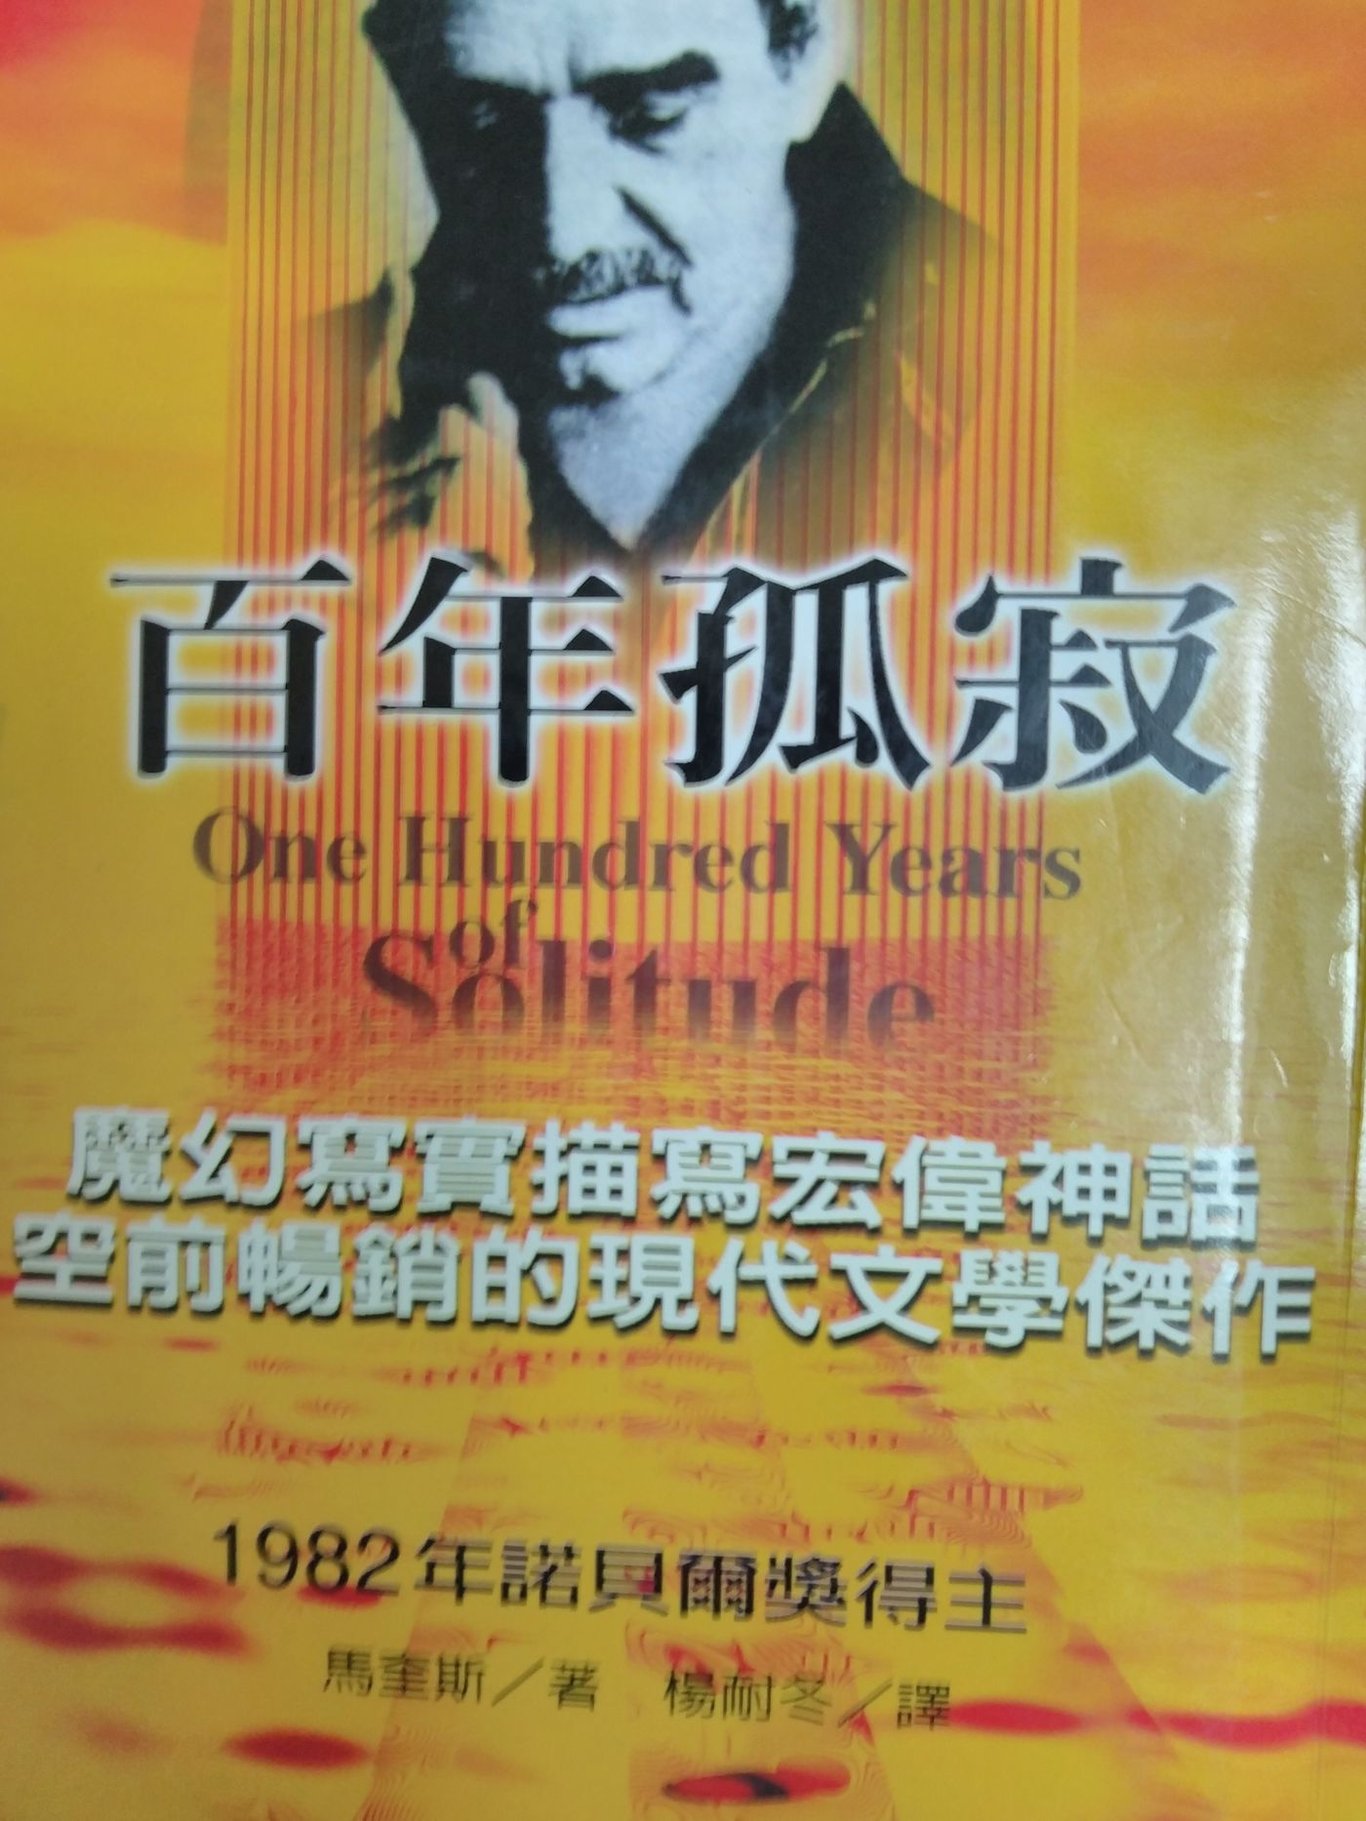 百年孤寂
One Hundred Years
of
Solitude
魔幻寫實描寫宏偉神話
空前暢銷的現代文學傑作
1982年諾貝爾獎得主
馬奎斯／著　楊耐冬／譯